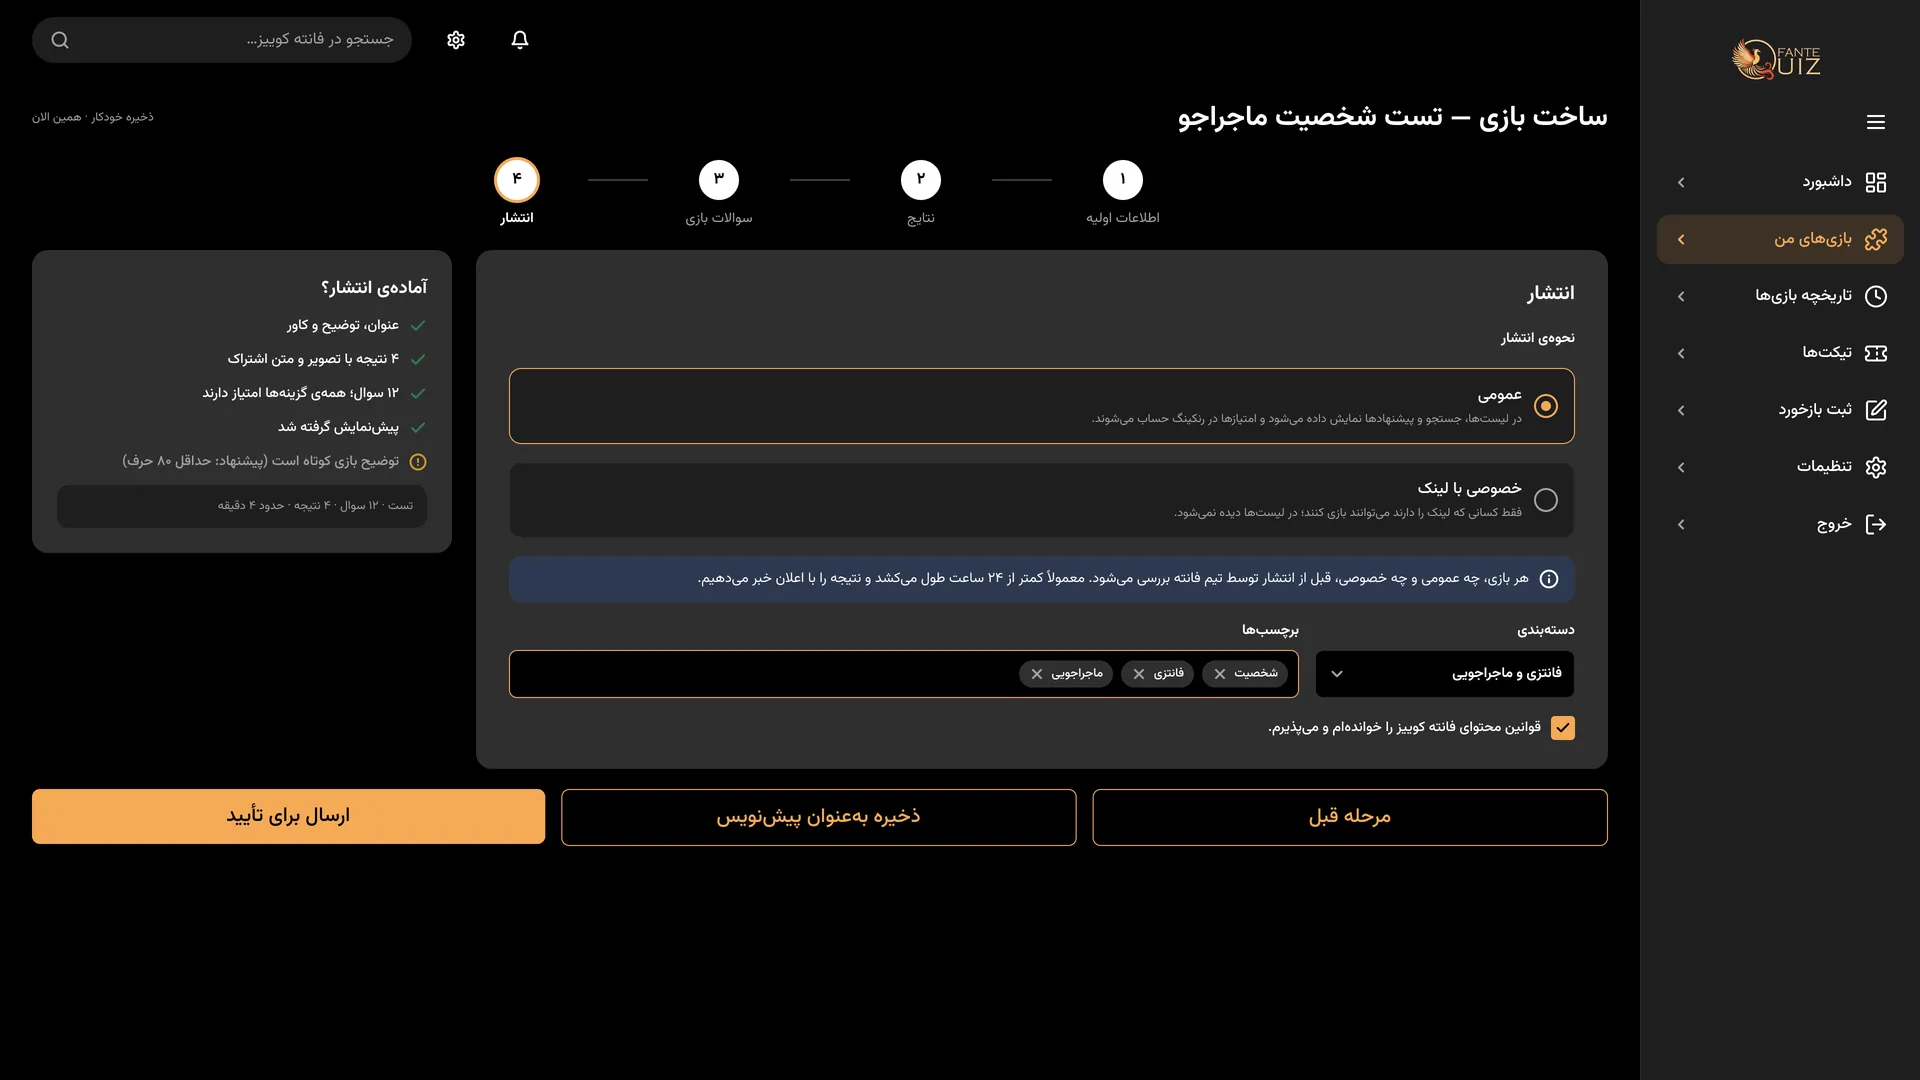 FANTE
QUIZ
داشبورد
بازی‌های من
تاریخچه بازی‌ها
تیکت‌ها
ثبت بازخورد
تنظیمات
خروج
جستجو در فانته کوییز...
ساخت بازی – تست شخصیت ماجراجو
ذخیره خودکار · همین الان
۱
۲
۳
۴
اطلاعات اولیه
نتایج
سوالات بازی
انتشار
انتشار
نحوه‌ی انتشار
عمومی
در لیست‌ها، جستجو و پیشنهادها نمایش داده می‌شود و امتیازها در رنکینگ حساب می‌شوند.
خصوصی با لینک
فقط کسانی که لینک را دارند می‌توانند بازی کنند؛ در لیست‌ها دیده نمی‌شود.
هر بازی، چه عمومی و چه خصوصی، قبل از انتشار توسط تیم فانته بررسی می‌شود. معمولاً کمتر از ۲۴ ساعت طول می‌کشد و نتیجه را با اعلان خبر می‌دهیم.
دسته‌بندی
فانتزی و ماجراجویی
برچسب‌ها
شخصیت
فانتزی
ماجراجویی
قوانین محتوای فانته کوییز را خوانده‌ام و می‌پذیرم.
آماده‌ی انتشار؟
عنوان، توضیح و کاور
۴ نتیجه با تصویر و متن اشتراک
۱۲ سوال؛ همه‌ی گزینه‌ها امتیاز دارند
پیش‌نمایش گرفته شد
توضیح بازی کوتاه است (پیشنهاد: حداقل ۸۰ حرف)
تست · ۱۲ سوال · ۴ نتیجه · حدود ۴ دقیقه
مرحله قبل
ذخیره به‌عنوان پیش‌نویس
ارسال برای تأیید